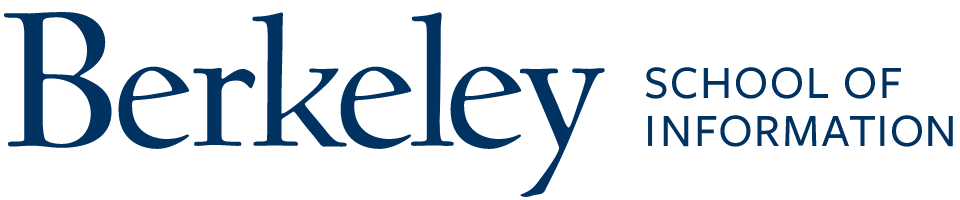 Berkeley
SCHOOL OF
INFORMATION